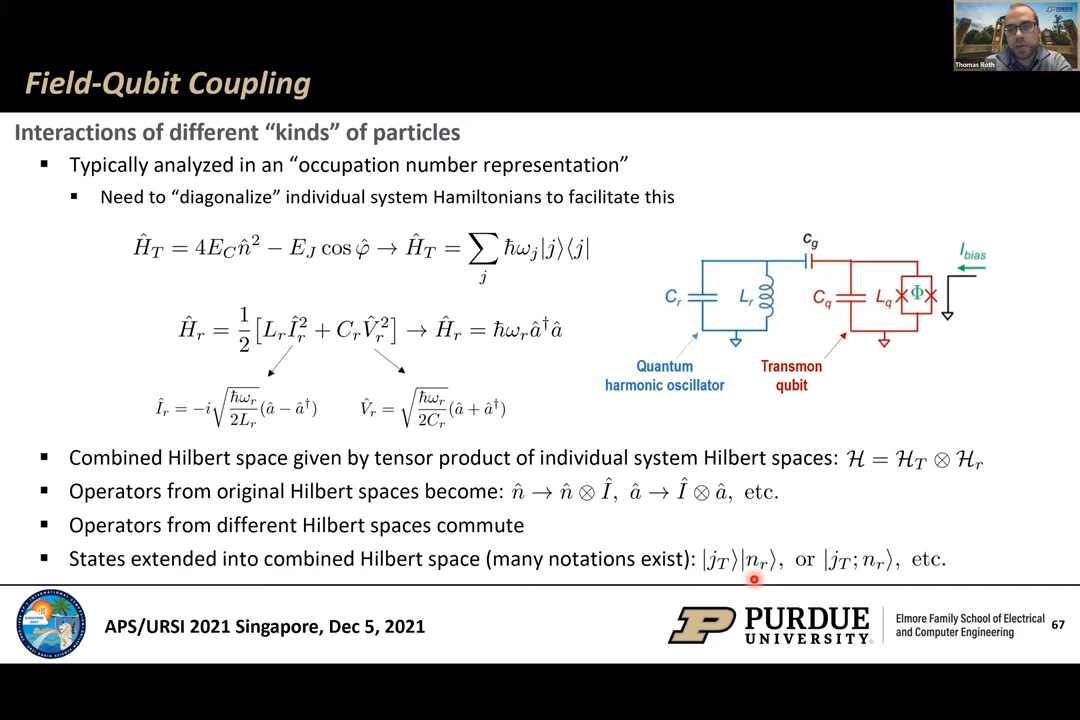 PURDUE
Thomas Roth
Field-Qubit Coupling
Interactions of different “kinds” of particles
▪ Typically analyzed in an “occupation number representation”
▪ Need to “diagonalize” individual system Hamiltonians to facilitate this
Ĥ_T = 4E_C n̂² − E_J cos φ̂ → Ĥ_T = ∑_j ħω_j|j⟩⟨j|
Ĥ_r = 1/2 [L_r Î_r² + C_r V̂_r²] → Ĥ_r = ħω_r â†â
Î_r = −i√(ħω_r/2L_r)(â − â†) V̂_r = √(ħω_r/2C_r)(â + â†)
C_g
I_bias
C_r L_r C_q L_q Φ
Quantum harmonic oscillator
Transmon qubit
▪ Combined Hilbert space given by tensor product of individual system Hilbert spaces: ℋ = ℋ_T ⊗ ℋ_r
▪ Operators from original Hilbert spaces become: n̂ → n̂ ⊗ Î, â → Î ⊗ â, etc.
▪ Operators from different Hilbert spaces commute
▪ States extended into combined Hilbert space (many notations exist): |j_T⟩|n_r⟩, or |j_T; n_r⟩, etc.
APS/URSI 2021 Singapore, Dec 5, 2021
P PURDUE UNIVERSITY®
Elmore Family School of Electrical and Computer Engineering
67